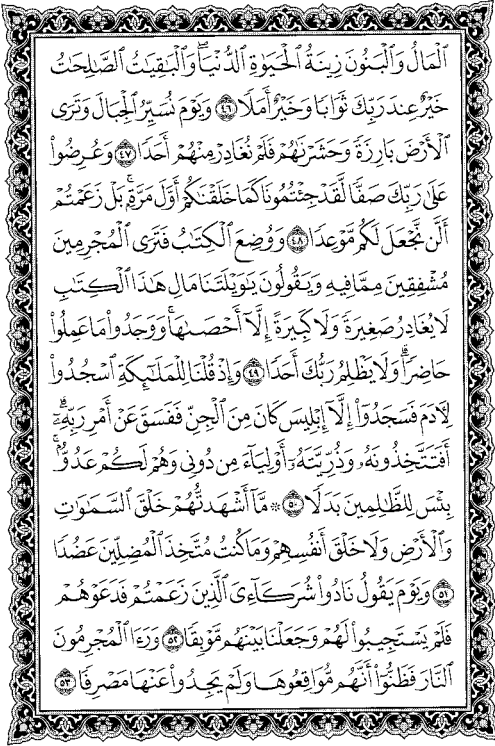 ٱلۡمَالُ وَٱلۡبَنُونَ زِينَةُ ٱلۡحَيَوٰةِ ٱلدُّنۡيَاۖ وَٱلۡبَٰقِيَٰتُ ٱلصَّٰلِحَٰتُ
خَيۡرٌ عِندَ رَبِّكَ ثَوَابٗا وَخَيۡرٌ أَمَلٗا ٤٦ وَيَوۡمَ نُسَيِّرُ ٱلۡجِبَالَ وَتَرَى
ٱلۡأَرۡضَ بَارِزَةٗ وَحَشَرۡنَٰهُمۡ فَلَمۡ نُغَادِرۡ مِنۡهُمۡ أَحَدٗا ٤٧ وَعُرِضُواْ
عَلَىٰ رَبِّكَ صَفّٗا لَّقَدۡ جِئۡتُمُونَا كَمَا خَلَقۡنَٰكُمۡ أَوَّلَ مَرَّةِۭۚ بَلۡ زَعَمۡتُمۡ
أَلَّن نَّجۡعَلَ لَكُم مَّوۡعِدٗا ٤٨ وَوُضِعَ ٱلۡكِتَٰبُ فَتَرَى ٱلۡمُجۡرِمِينَ
مُشۡفِقِينَ مِمَّا فِيهِ وَيَقُولُونَ يَٰوَيۡلَتَنَا مَالِ هَٰذَا ٱلۡكِتَٰبِ
لَا يُغَادِرُ صَغِيرَةٗ وَلَا كَبِيرَةً إِلَّآ أَحۡصَىٰهَاۚ وَوَجَدُواْ مَا عَمِلُواْ
حَاضِرٗاۗ وَلَا يَظۡلِمُ رَبُّكَ أَحَدٗا ٤٩ وَإِذۡ قُلۡنَا لِلۡمَلَٰٓئِكَةِ ٱسۡجُدُواْ
لِأٓدَمَ فَسَجَدُوٓاْ إِلَّآ إِبۡلِيسَ كَانَ مِنَ ٱلۡجِنِّ فَفَسَقَ عَنۡ أَمۡرِ رَبِّهِۦٓۗ
أَفَتَتَّخِذُونَهُۥ وَذُرِّيَّتَهُۥٓ أَوۡلِيَآءَ مِن دُونِي وَهُمۡ لَكُمۡ عَدُوُّۢۚ
بِئۡسَ لِلظَّٰلِمِينَ بَدَلٗا ٥٠ ۞ مَّآ أَشۡهَدتُّهُمۡ خَلۡقَ ٱلسَّمَٰوَٰتِ
وَٱلۡأَرۡضِ وَلَا خَلۡقَ أَنفُسِهِمۡ وَمَا كُنتُ مُتَّخِذَ ٱلۡمُضِلِّينَ عَضُدٗا
٥١ وَيَوۡمَ يَقُولُ نَادُواْ شُرَكَآءِيَ ٱلَّذِينَ زَعَمۡتُمۡ فَدَعَوۡهُمۡ
فَلَمۡ يَسۡتَجِيبُواْ لَهُمۡ وَجَعَلۡنَا بَيۡنَهُم مَّوۡبِقٗا ٥٢ وَرَءَا ٱلۡمُجۡرِمُونَ
ٱلنَّارَ فَظَنُّوٓاْ أَنَّهُم مُّوَاقِعُوهَا وَلَمۡ يَجِدُواْ عَنۡهَا مَصۡرِفٗا ٥٣